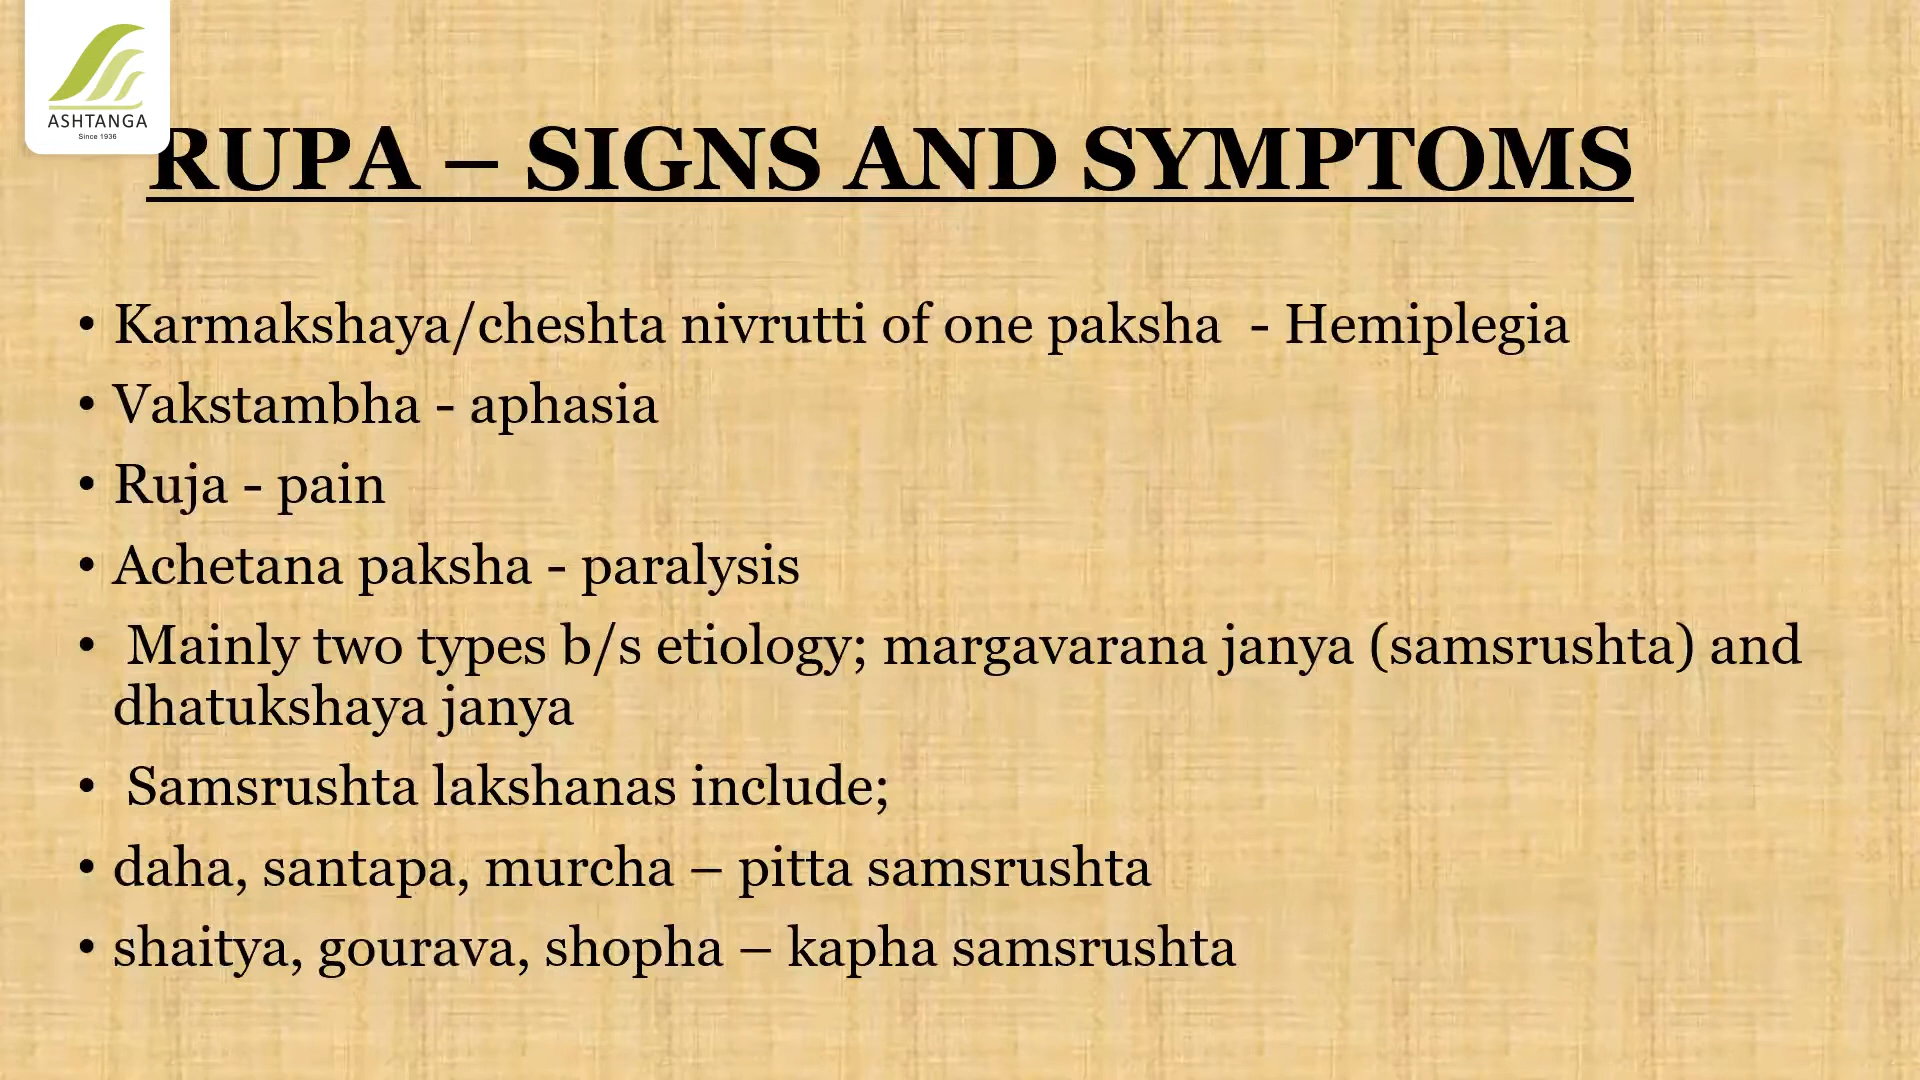 ASHTANGA
Since 1936
RUPA – SIGNS AND SYMPTOMS
• Karmakshaya/cheshta nivrutti of one paksha  - Hemiplegia
• Vakstambha - aphasia
• Ruja - pain
• Achetana paksha - paralysis
•  Mainly two types b/s etiology; margavarana janya (samsrushta) and
dhatukshaya janya
•  Samsrushta lakshanas include;
• daha, santapa, murcha – pitta samsrushta
• shaitya, gourava, shopha – kapha samsrushta